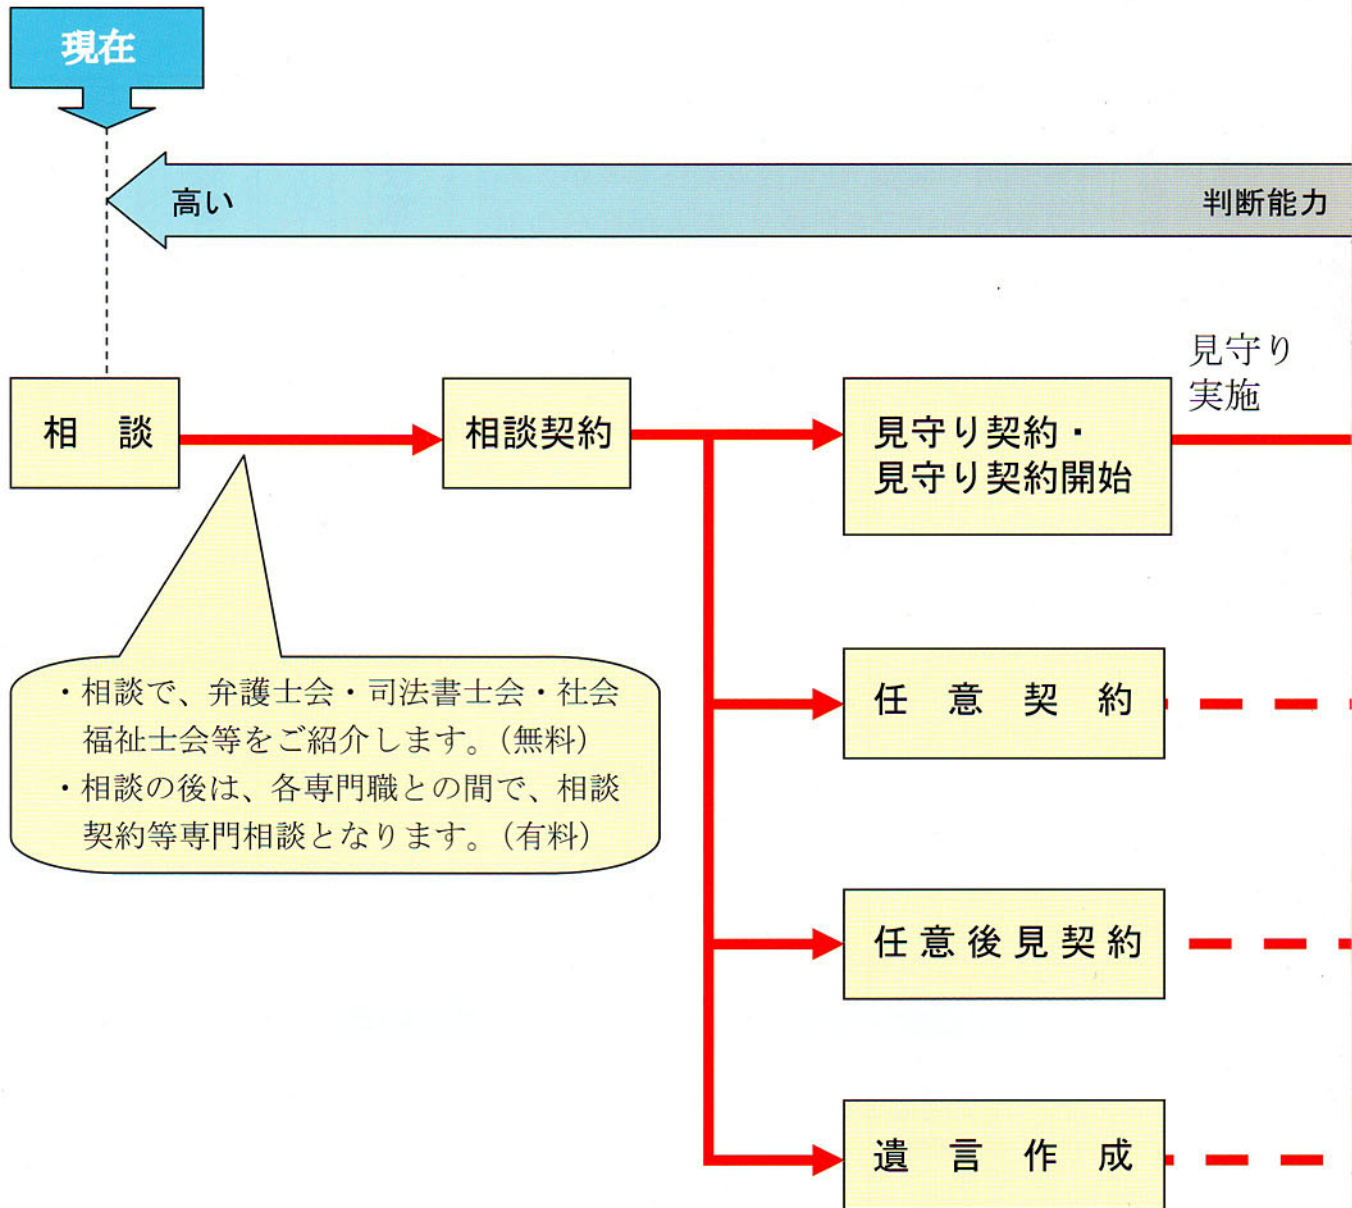 現在
高い
判断能力
見守り
実施
相　談
相談契約
見守り契約・
見守り契約開始
・相談で、弁護士会・司法書士会・社会
福祉士会等をご紹介します。（無料）
・相談の後は、各専門職との間で、相談
契約等専門相談となります。（有料）
任　意　契　約
任意後見契約
遺　言　作　成